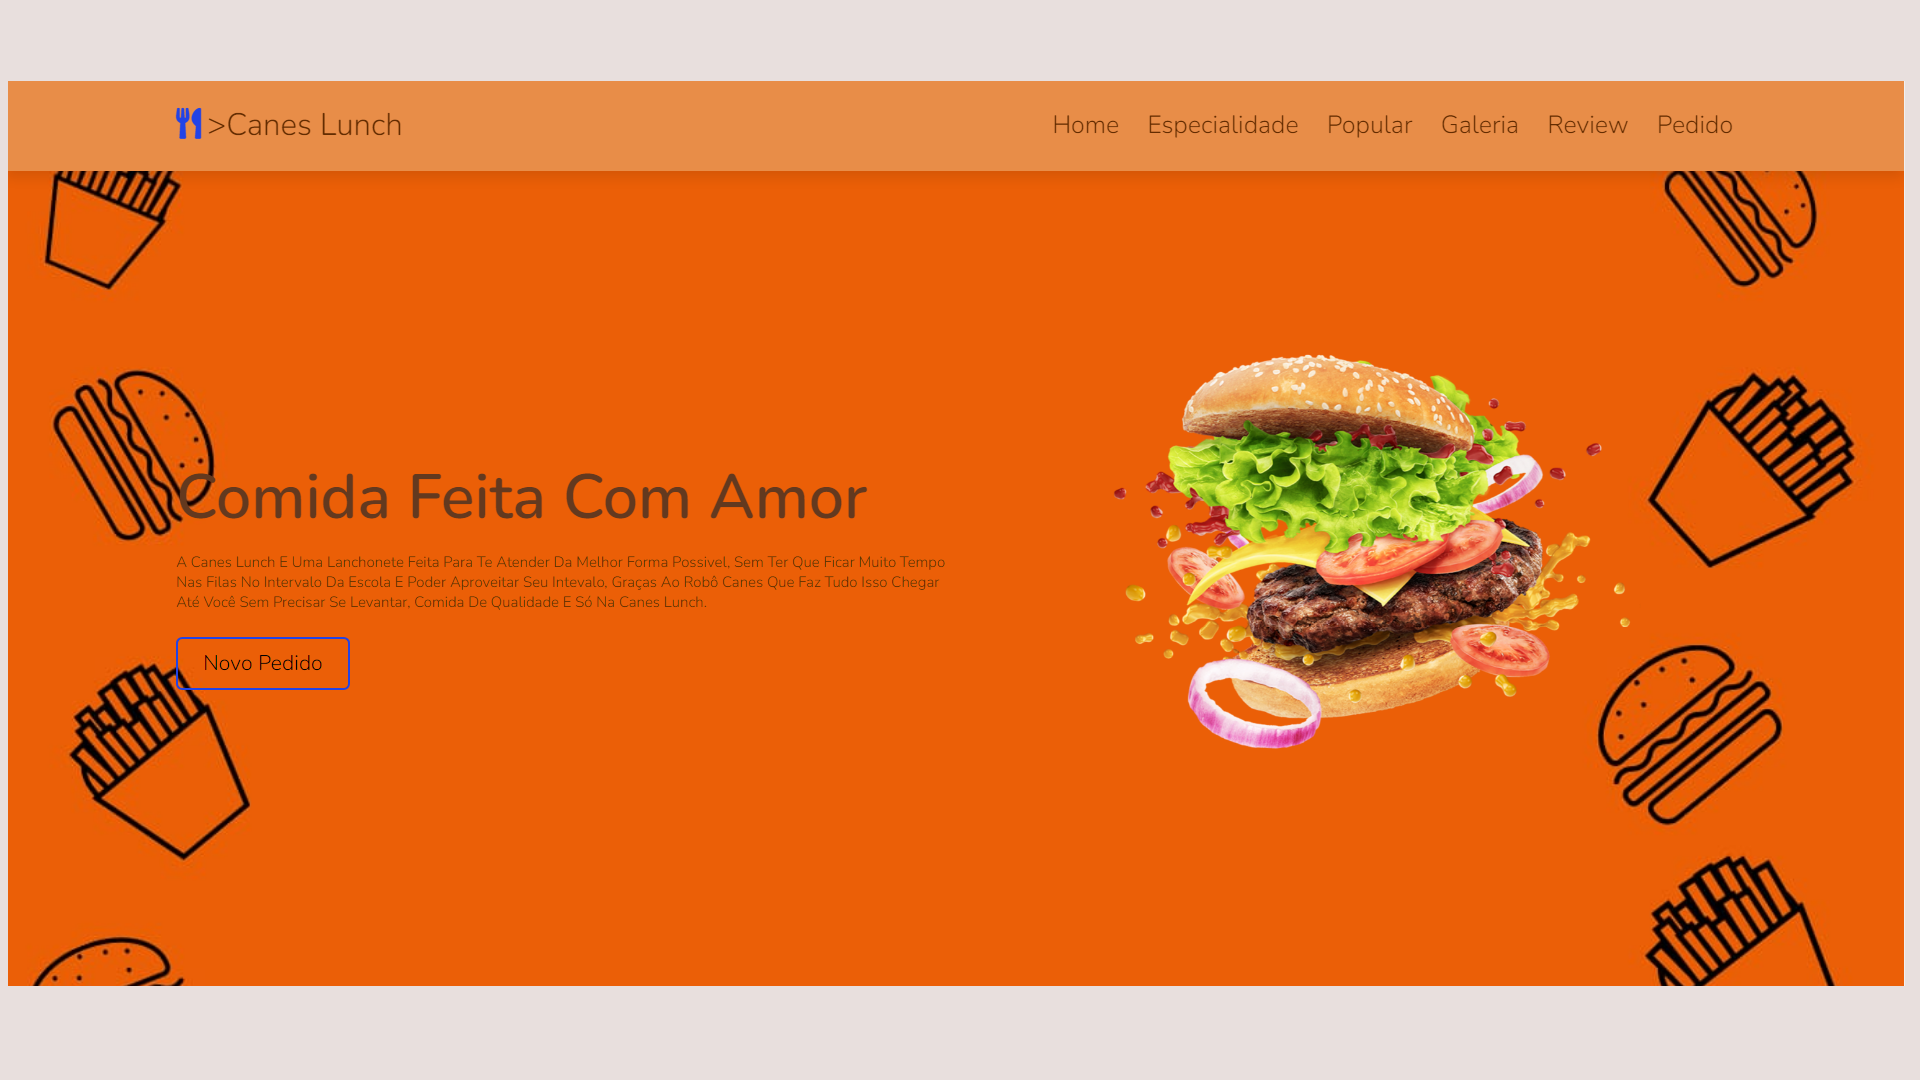 >Canes Lunch
Home Especialidade Popular Galeria Review Pedido
Comida Feita Com Amor
A Canes Lunch E Uma Lanchonete Feita Para Te Atender Da Melhor Forma Possivel, Sem Ter Que Ficar Muito Tempo
Nas Filas No Intervalo Da Escola E Poder Aproveitar Seu Intevalo, Graças Ao Robô Canes Que Faz Tudo Isso Chegar
Até Você Sem Precisar Se Levantar, Comida De Qualidade E Só Na Canes Lunch.
Novo Pedido